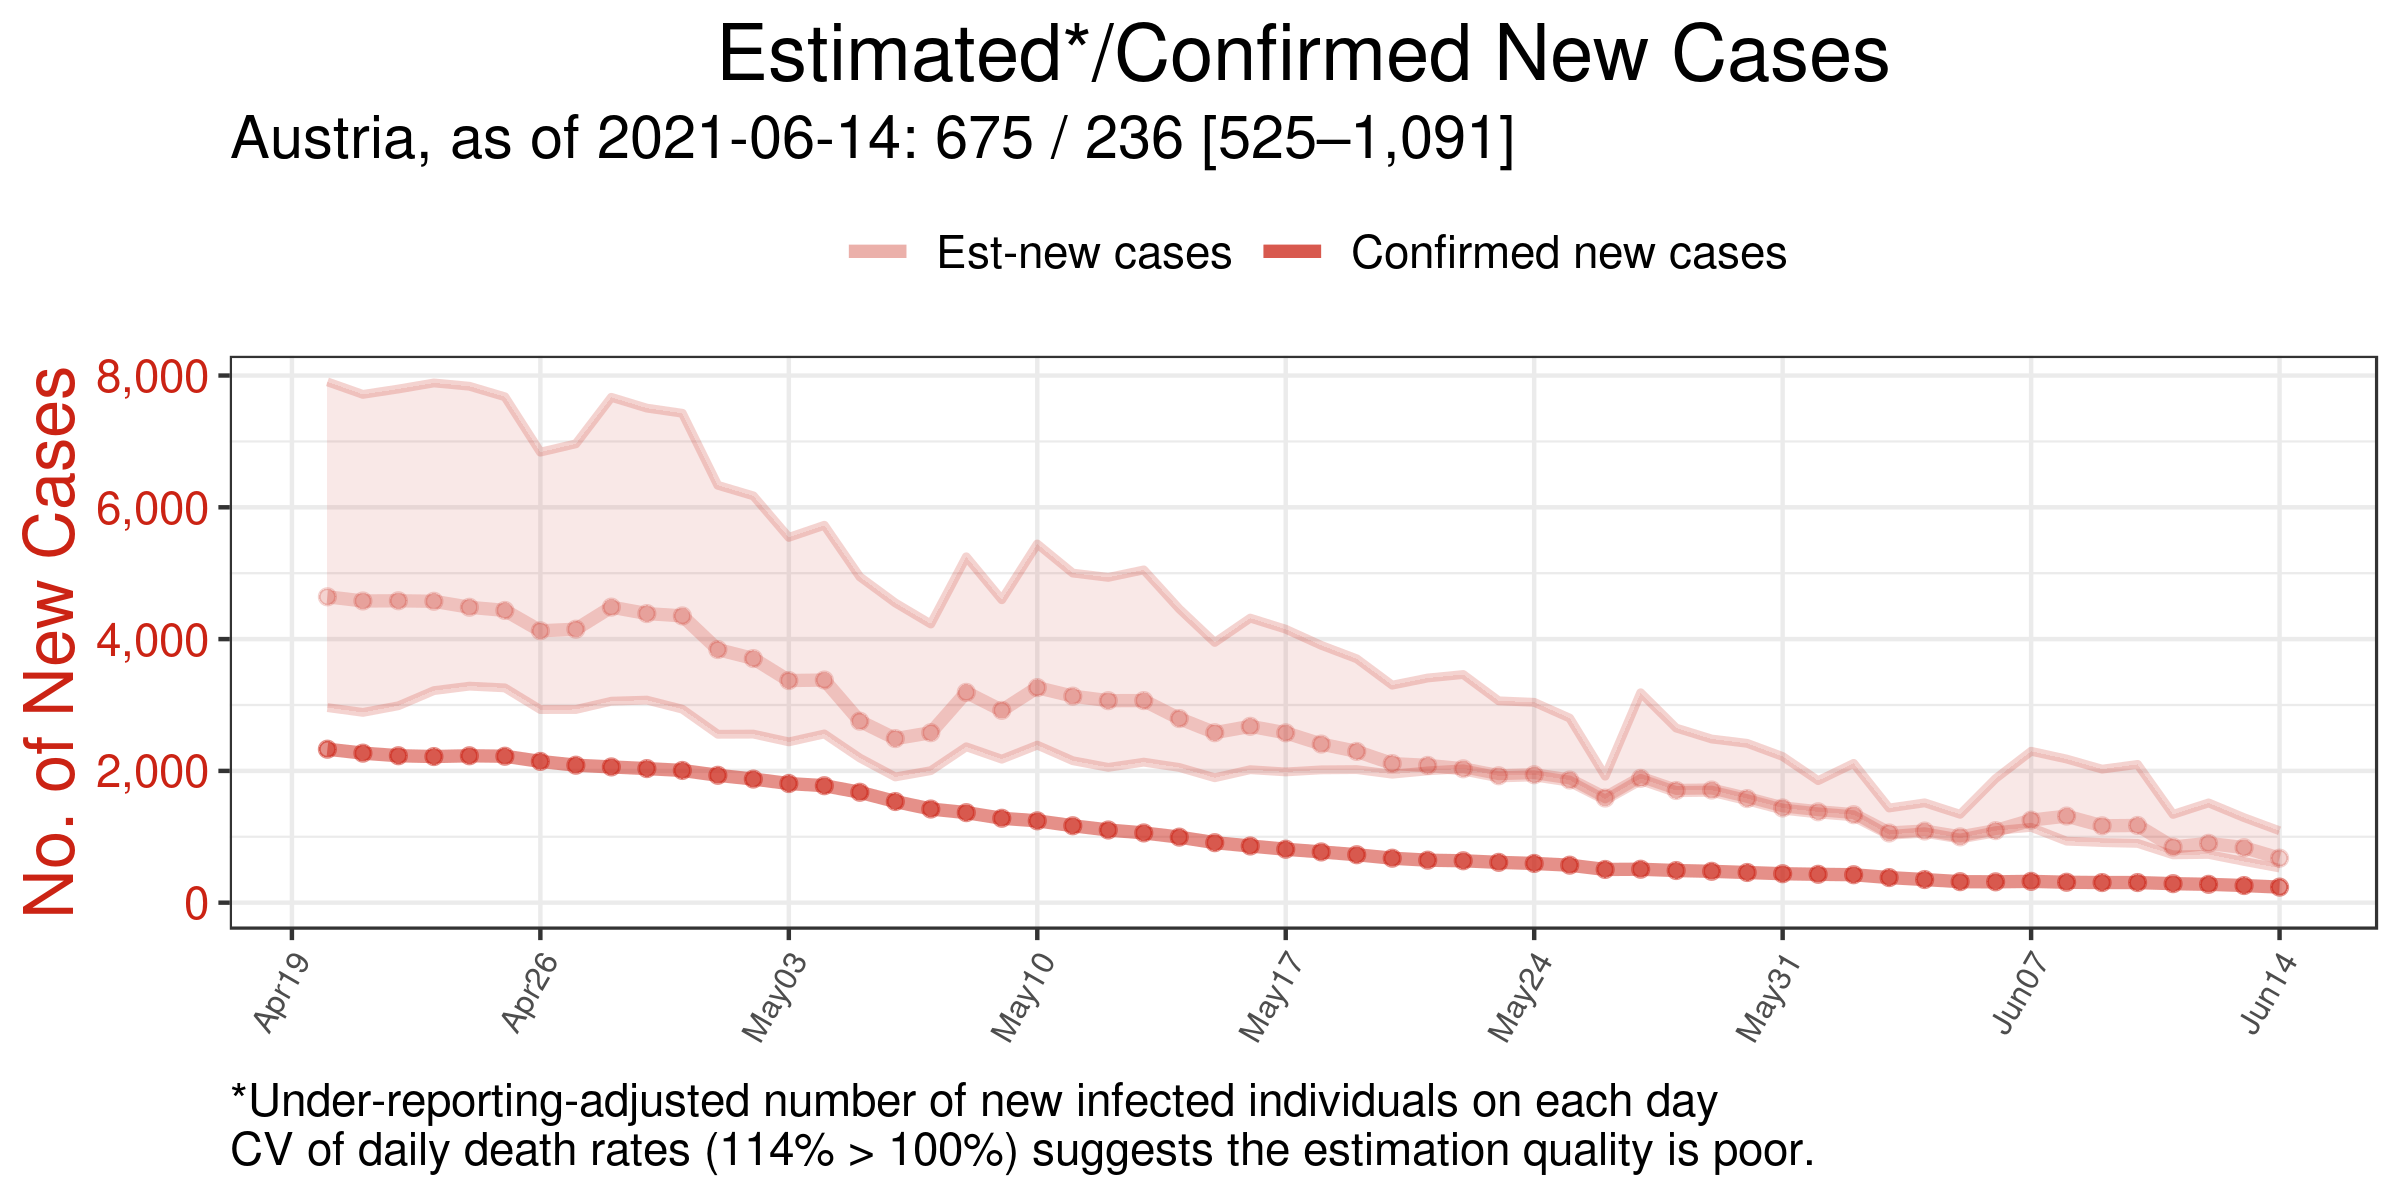 Estimated*/Confirmed New Cases
Austria, as of 2021-06-14: 675 / 236 [525–1,091]
Est-new cases
Confirmed new cases
No. of New Cases
8,000
6,000
4,000
2,000
0
Apr19
Apr26
May03
May10
May17
May24
May31
Jun07
Jun14
*Under-reporting-adjusted number of new infected individuals on each day
CV of daily death rates (114% > 100%) suggests the estimation quality is poor.